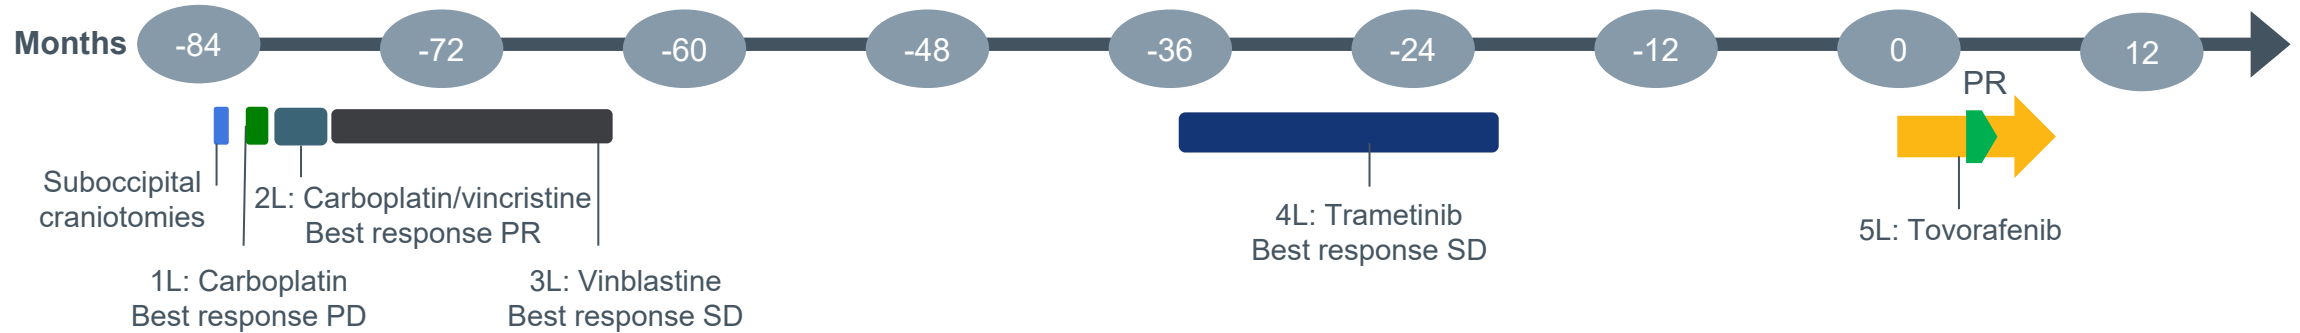 Months
-84
-72
-60
-48
-36
-24
-12
0
12
PR
Suboccipital
craniotomies
1L: Carboplatin
Best response PD
2L: Carboplatin/vincristine
Best response PR
3L: Vinblastine
Best response SD
4L: Trametinib
Best response SD
5L: Tovorafenib